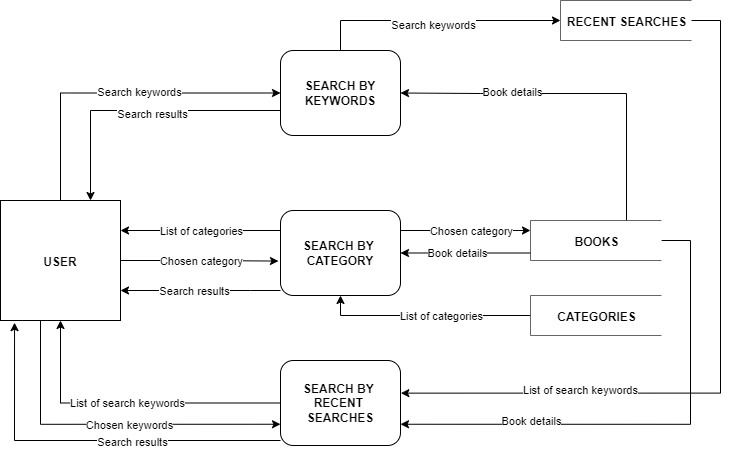 RECENT SEARCHES
Search keywords
SEARCH BY
KEYWORDS
Search keywords
Book details
Search results
USER
List of categories
SEARCH BY
CATEGORY
Chosen category
BOOKS
Chosen category
Book details
Search results
List of categories
CATEGORIES
SEARCH BY
RECENT
SEARCHES
List of search keywords
List of search keywords
Chosen keywords
Book details
Search results